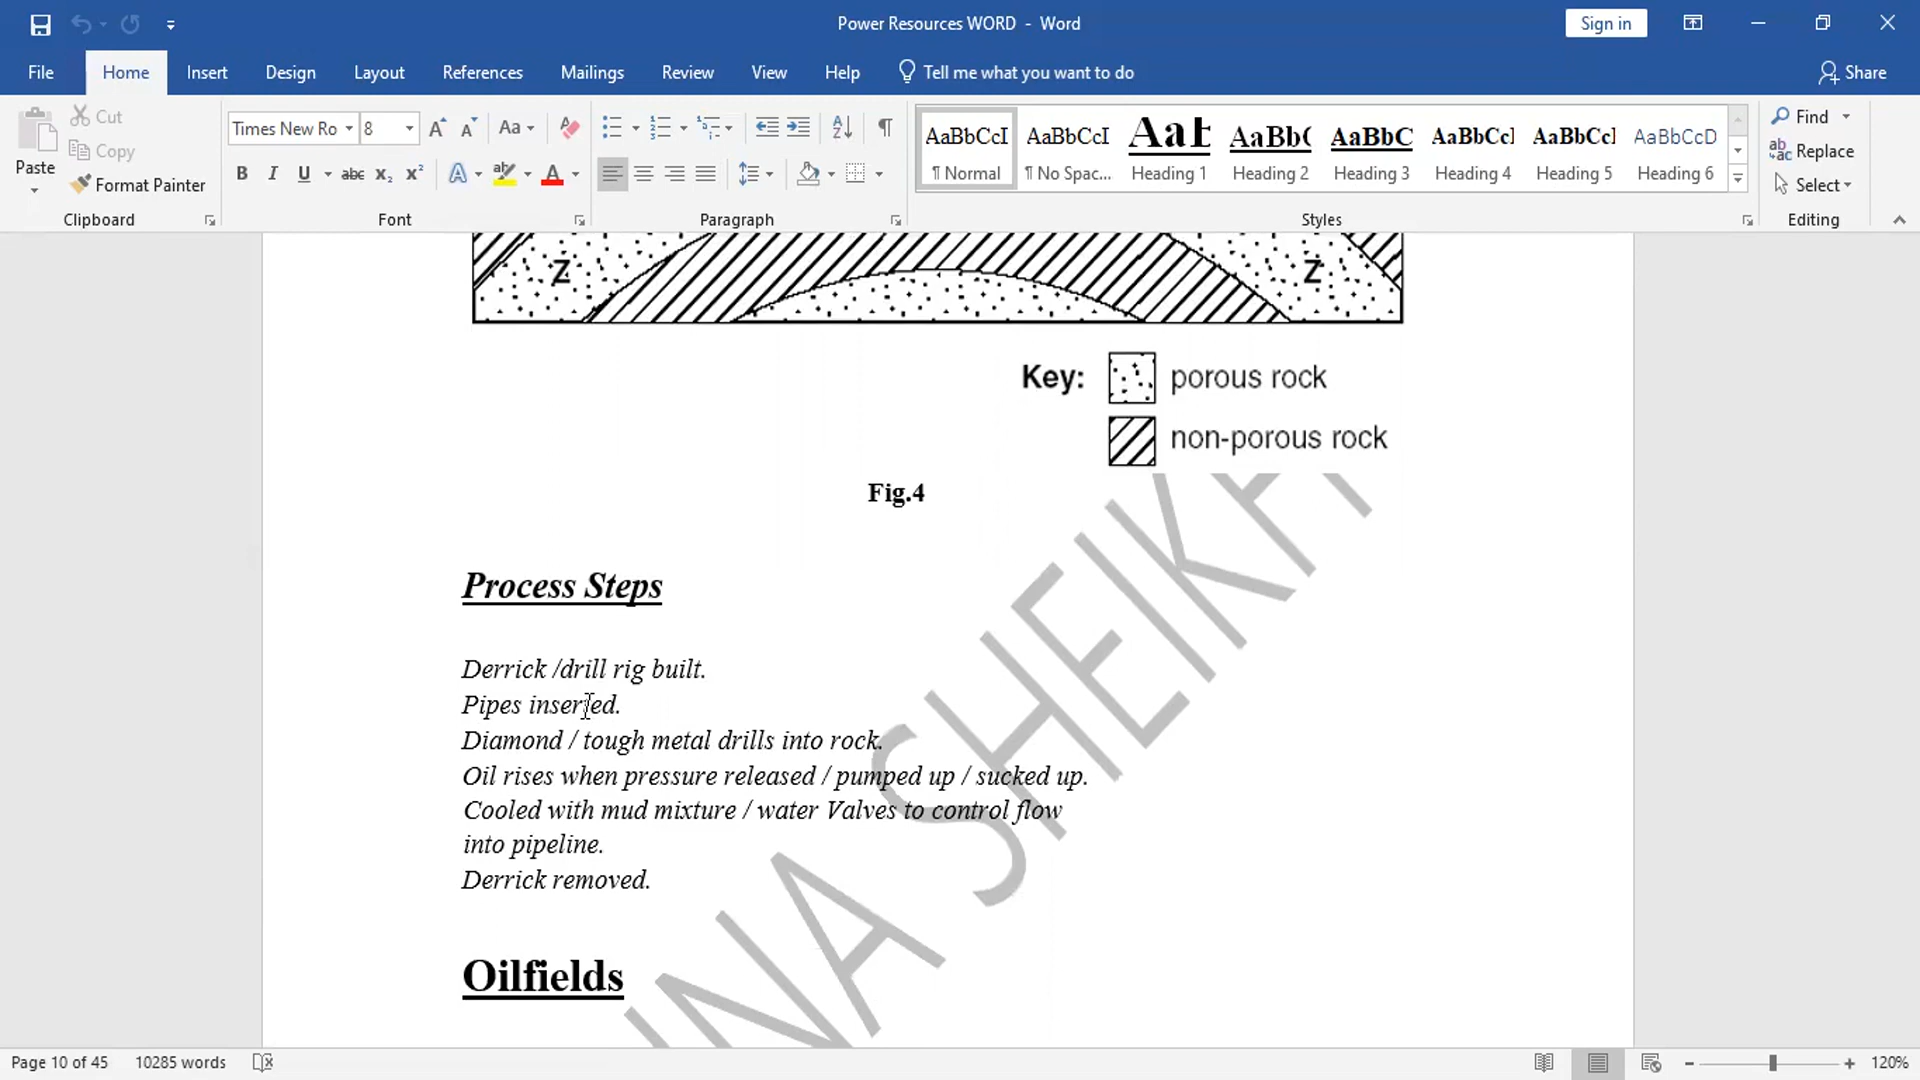 Power Resources WORD - Word
Sign in
File Home Insert Design Layout References Mailings Review View Help Tell me what you want to do Share
Cut
Copy
Format Painter
Paste
Clipboard
Times New Ro 8
Font
Paragraph
AaBbCcI AaBbCcI AaB AaBb( AaBbC AaBbCcl AaBbCcl AaBbCcD
¶ Normal ¶ No Spac... Heading 1 Heading 2 Heading 3 Heading 4 Heading 5 Heading 6
Styles
Find
Replace
Select
Editing
Z Z
Key: porous rock
non-porous rock
Fig.4
Process Steps
Derrick /drill rig built.
Pipes inserted.
Diamond / tough metal drills into rock.
Oil rises when pressure released / pumped up / sucked up.
Cooled with mud mixture / water Valves to control flow
into pipeline.
Derrick removed.
Oilfields
NA SHEIKH
Page 10 of 45 10285 words 120%